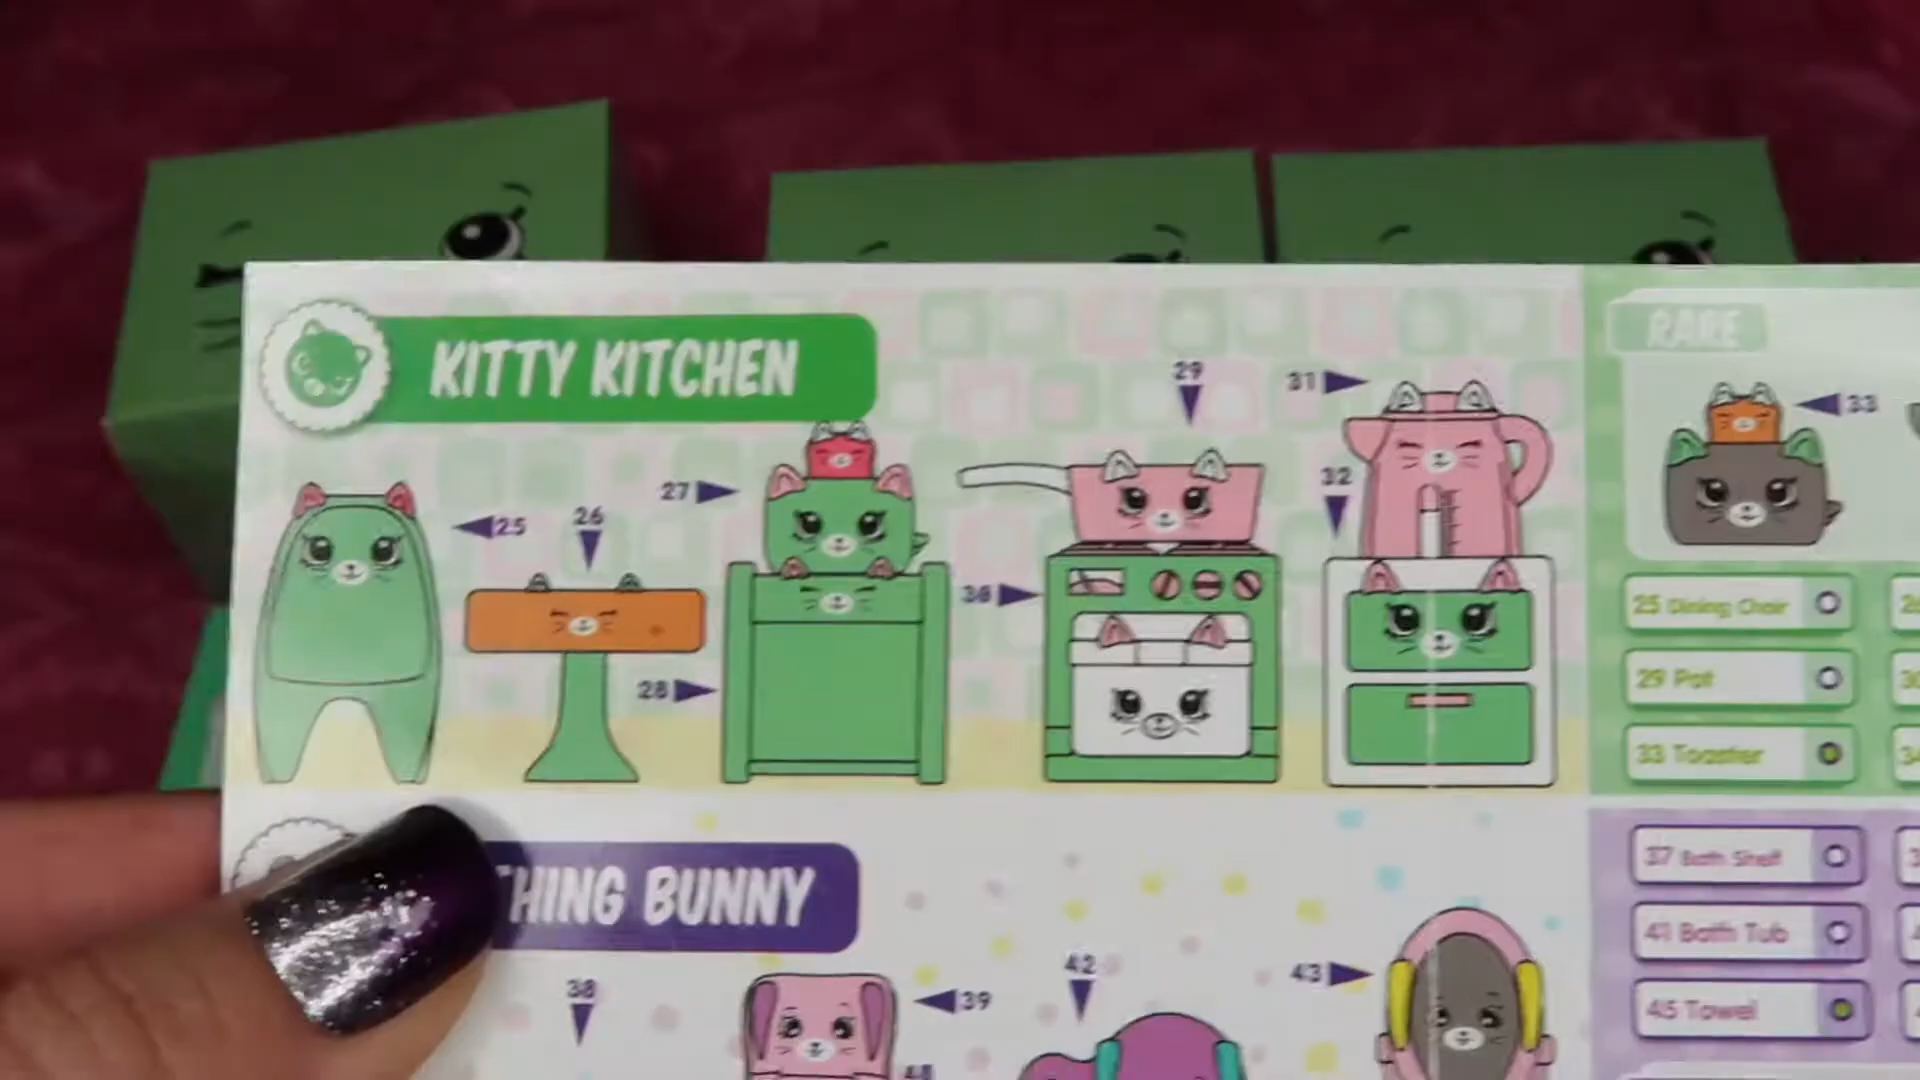 KITTY KITCHEN
RARE
29
31
33
27
32
25
26
30
28
25 Dining Chair
29 Pot
33 Toaster
THING BUNNY
37 Bath Shelf
41 Bath Tub
45 Towel
38
39
42
43